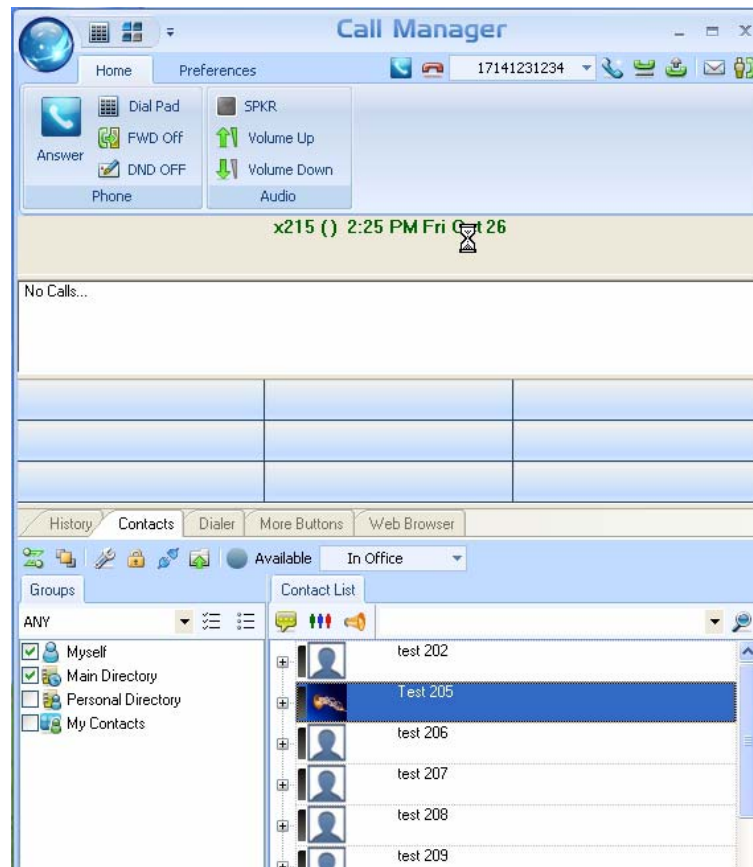 Call Manager
Home Preferences 17141231234
Dial Pad SPKR
Answer FWD Off Volume Up
DND OFF Volume Down
Phone Audio
x215 () 2:25 PM Fri Oct 26
No Calls...
History Contacts Dialer More Buttons Web Browser
Available In Office
Groups Contact List
ANY
Myself
Main Directory
Personal Directory
My Contacts
test 202
Test 205
test 206
test 207
test 208
test 209